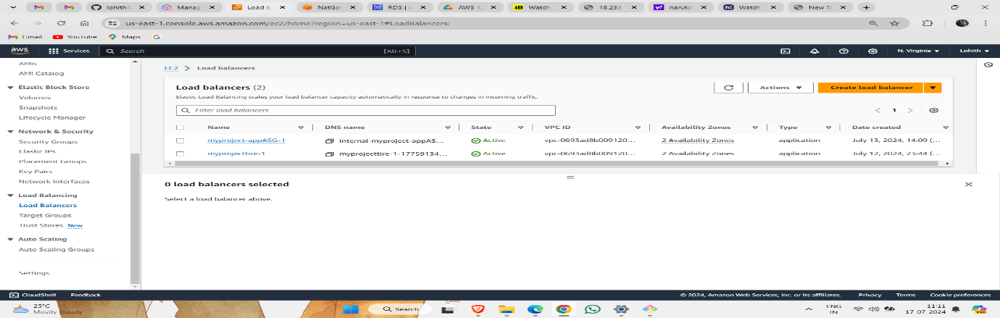 lohith-l
Manag
Load b
NatGat
RDS | u
AWS 12
Watch
18.233
naruto
Watch
New Ta
us-east-1.console.aws.amazon.com/ec2/home?region=us-east-1#LoadBalancers:
Gmail YouTube Maps
aws Services Search [Alt+S] N. Virginia Lohith
AMIs
AMI Catalog
Elastic Block Store
Volumes
Snapshots
Lifecycle Manager
Network & Security
Security Groups
Elastic IPs
Placement Groups
Key Pairs
Network Interfaces
Load Balancing
Load Balancers
Target Groups
Trust Stores New
Auto Scaling
Auto Scaling Groups
Settings
EC2 > Load balancers
Load balancers (2)
Elastic Load Balancing scales your load balancer capacity automatically in response to changes in incoming traffic.
Actions
Create load balancer
Filter load balancers
1
Name DNS name State VPC ID Availability Zones Type Date created
myproject-appASG-1 internal-myproject-appAS... Active vpc-0693ad8b009120... 2 Availability Zones application July 13, 2024, 14:09 (...
myprojecttire-1 myprojecttire-1-17759134... Active vpc-0693ad8b009120... 2 Availability Zones application July 12, 2024, 23:44 (...
0 load balancers selected
Select a load balancer above.
CloudShell Feedback © 2024, Amazon Web Services, Inc. or its affiliates. Privacy Terms Cookie preferences
25°C
Mostly cloudy
Search
ENG
IN
11:11
17-07-2024